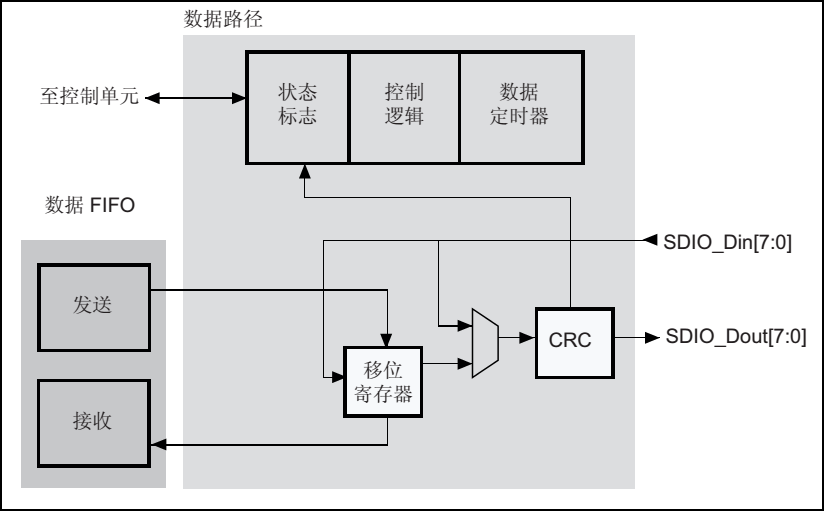 数据路径
至控制单元
状态
标志
控制
逻辑
数据
定时器
数据 FIFO
SDIO_Din[7:0]
发送
移位
寄存器
CRC
SDIO_Dout[7:0]
接收